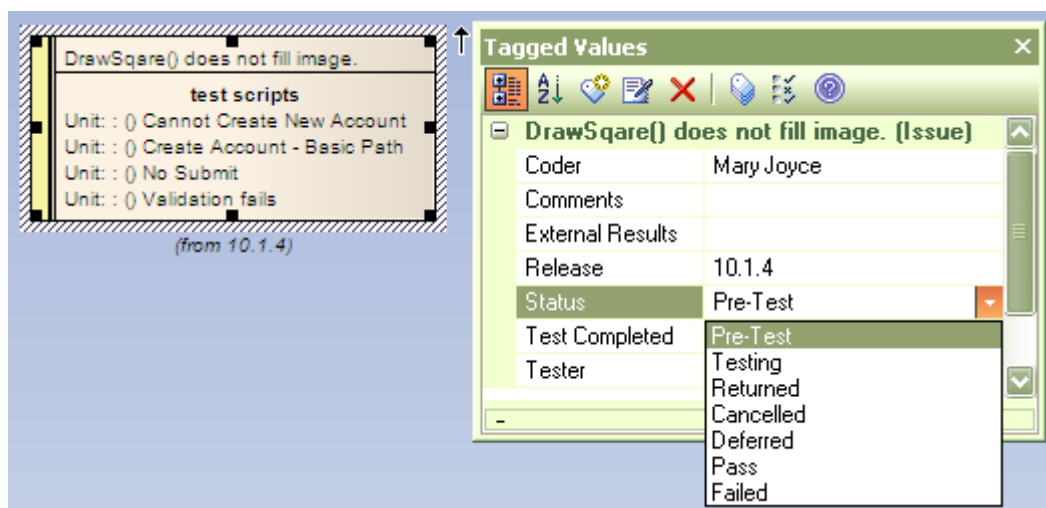 DrawSqare() does not fill image.
test scripts
Unit: : () Cannot Create New Account
Unit: : () Create Account - Basic Path
Unit: : () No Submit
Unit: : () Validation fails
(from 10.1.4)
Tagged Values
DrawSqare() does not fill image. (Issue)
Coder Mary Joyce
Comments
External Results
Release 10.1.4
Status Pre-Test
Test Completed
Tester
Pre-Test
Testing
Returned
Cancelled
Deferred
Pass
Failed